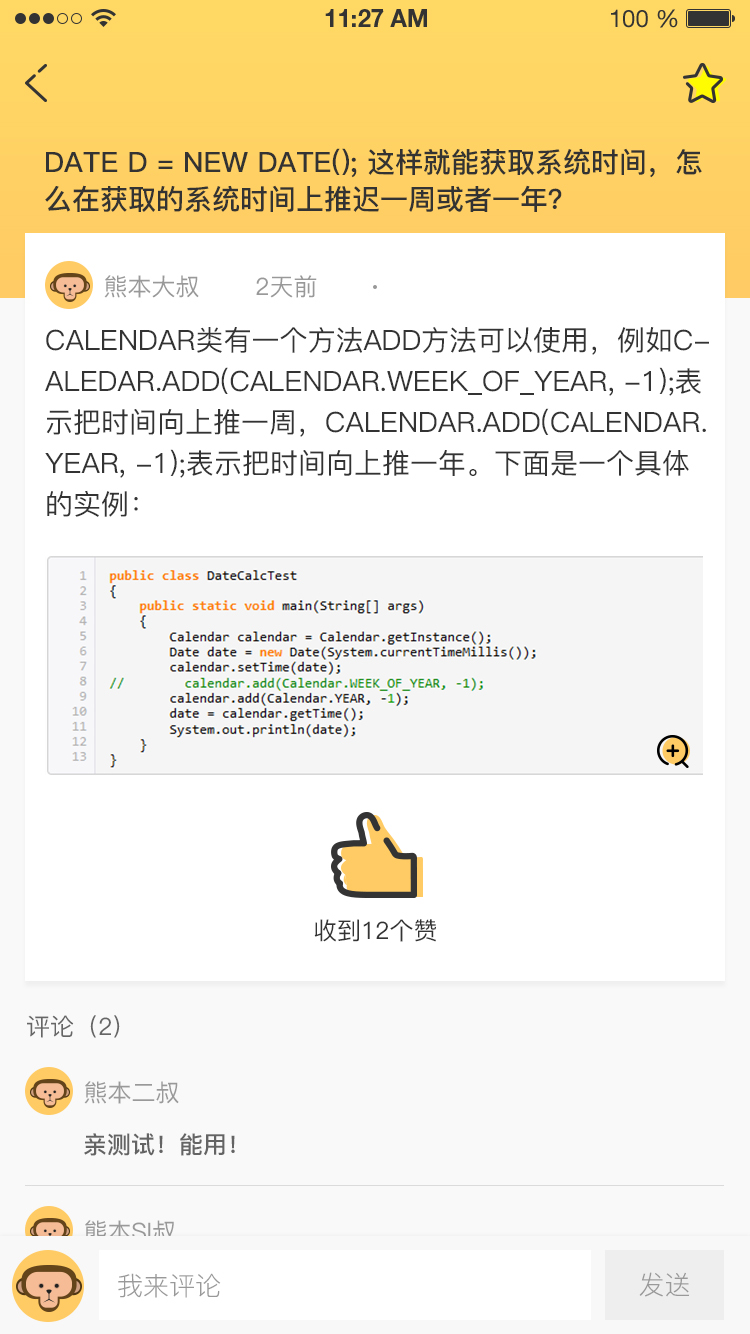 11:27 AM 100 %
DATE D = NEW DATE(); 这样就能获取系统时间，怎
么在获取的系统时间上推迟一周或者一年?
熊本大叔 2天前 ·
CALENDAR类有一个方法ADD方法可以使用，例如C-
ALEDAR.ADD(CALENDAR.WEEK_OF_YEAR, -1);表
示把时间向上推一周，CALENDAR.ADD(CALENDAR.
YEAR, -1);表示把时间向上推一年。下面是一个具体
的实例：
1 public class DateCalcTest
2 {
3 public static void main(String[] args)
4 {
5 Calendar calendar = Calendar.getInstance();
6 Date date = new Date(System.currentTimeMillis());
7 calendar.setTime(date);
8 // calendar.add(Calendar.WEEK_OF_YEAR, -1);
9 calendar.add(Calendar.YEAR, -1);
10 date = calendar.getTime();
11 System.out.println(date);
12 }
13 }
收到12个赞
评论（2）
熊本二叔
亲测试！能用！
熊本SI叔
我来评论 发送